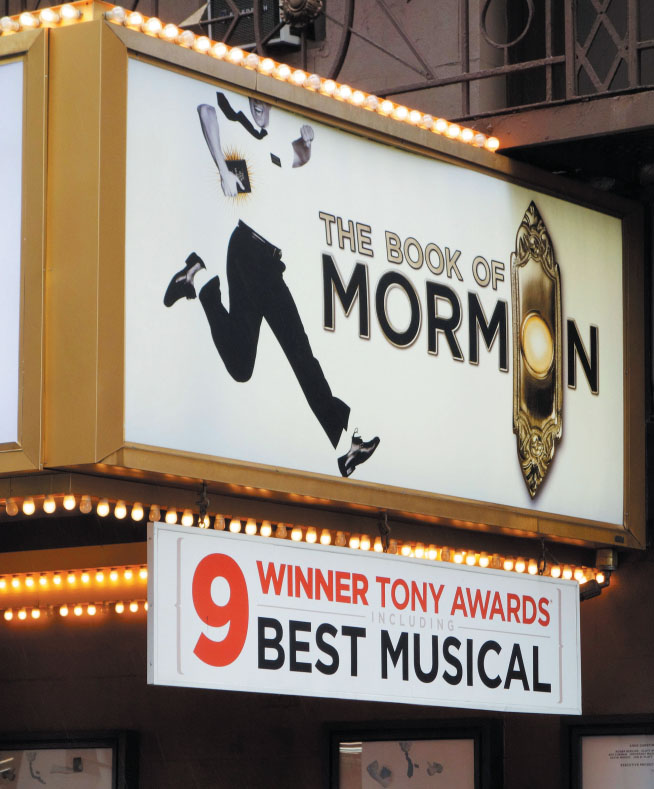 THE BOOK OF
MORMON
9 WINNER TONY AWARDS
INCLUDING
BEST MUSICAL